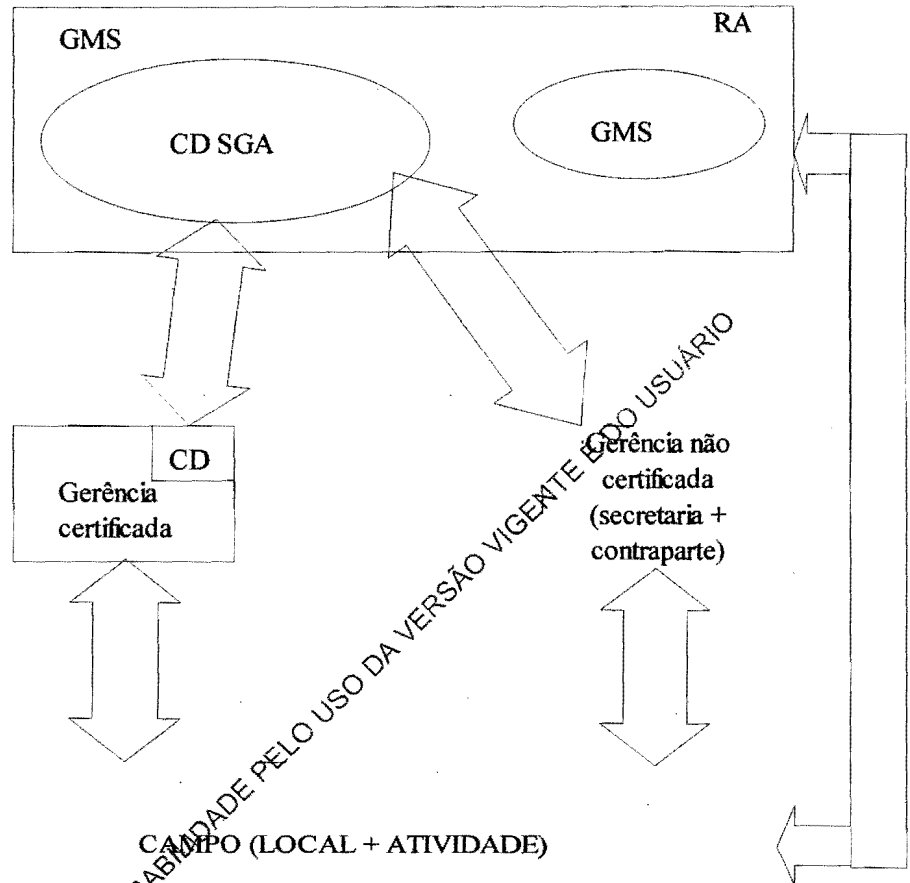 GMS
RA
CD SGA
GMS
CD
Gerência
certificada
Gerência não
certificada
(secretaria +
contraparte)
CAMPO (LOCAL + ATIVIDADE)
ABILIDADE PELO USO DA VERSÃO VIGENTE É DO USUÁRIO